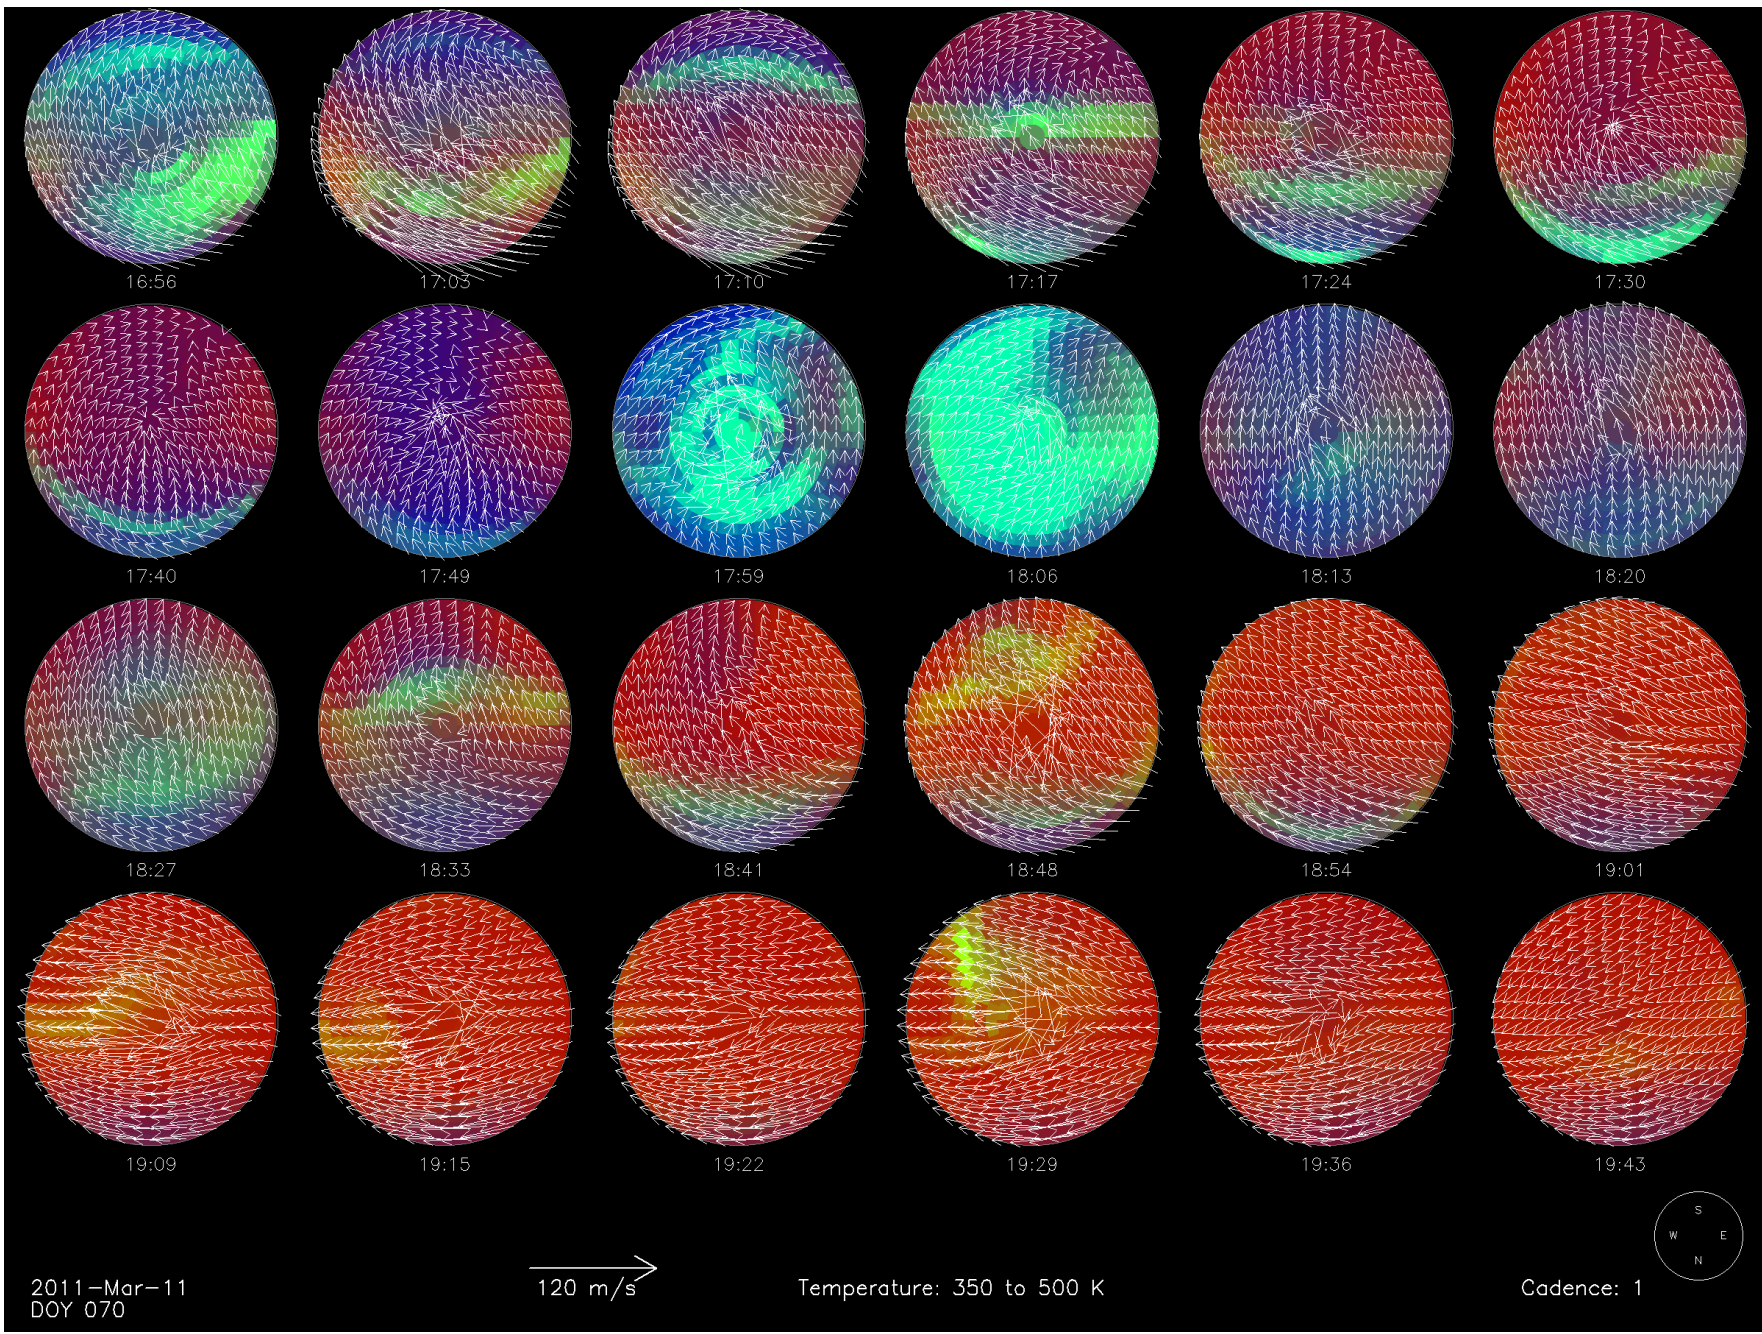 16:56 17:03 17:10 17:17 17:24 17:30
17:40 17:49 17:59 18:06 18:13 18:20
18:27 18:33 18:41 18:48 18:54 19:01
19:09 19:15 19:22 19:29 19:36 19:43
S
W E
N
2011-Mar-11
DOY 070
120 m/s
Temperature: 350 to 500 K
Cadence: 1